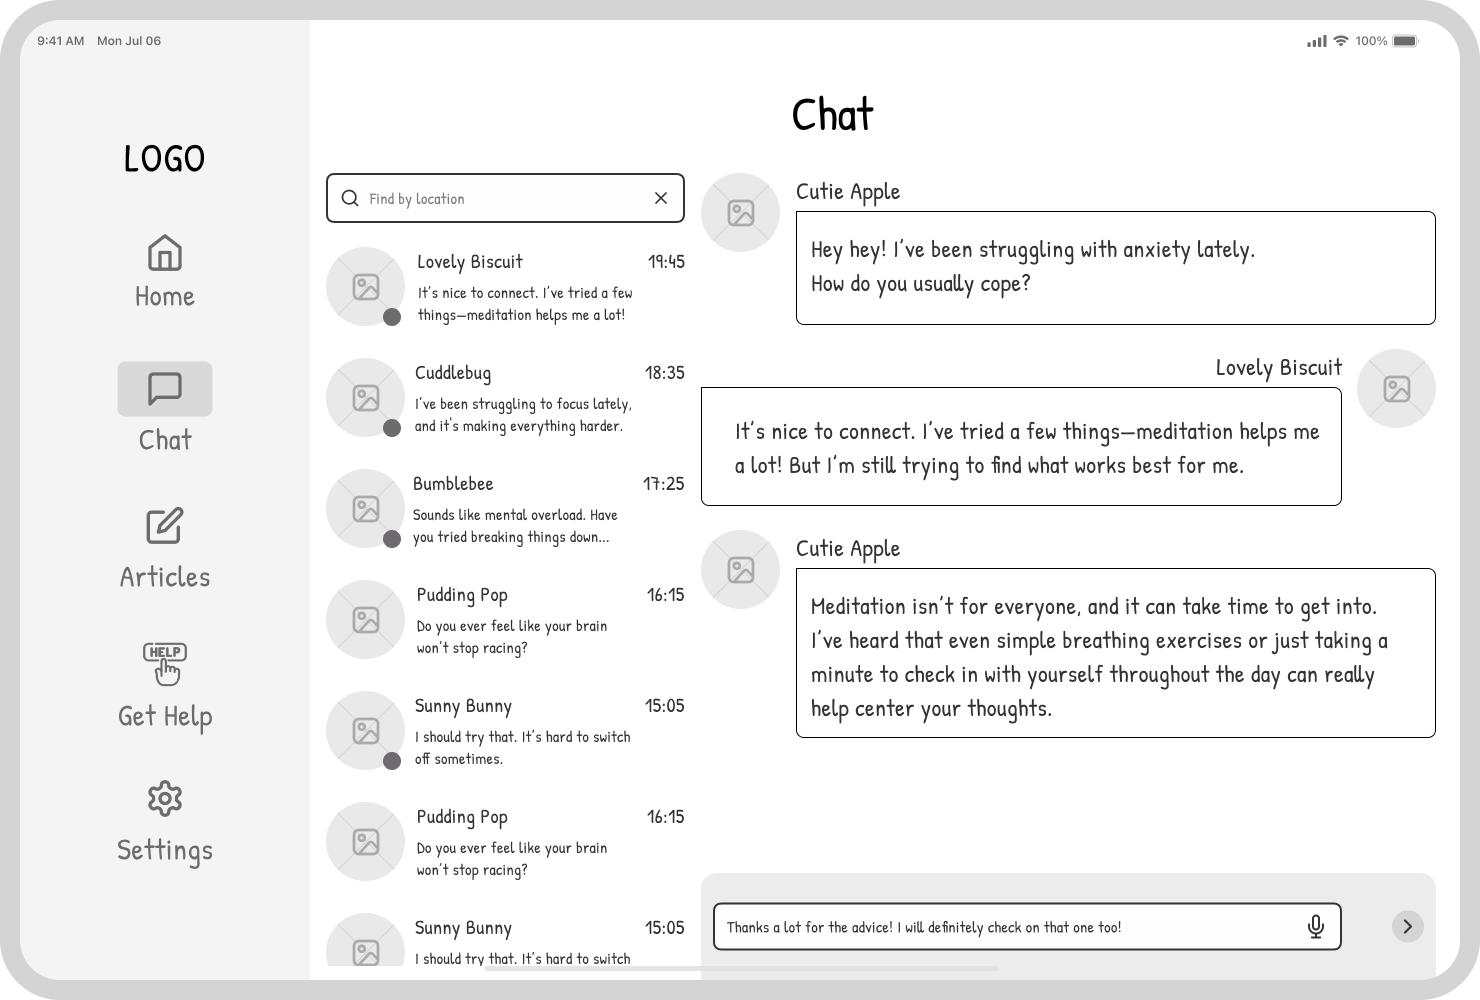 9:41 AM Mon Jul 06
100%
Chat
LOGO
Home
Chat
Articles
HELP
Get Help
Settings
Find by location
Lovely Biscuit 19:45
It's nice to connect. I've tried a few
things—meditation helps me a lot!
Cuddlebug 18:35
I've been struggling to focus lately,
and it's making everything harder.
Bumblebee 17:25
Sounds like mental overload. Have
you tried breaking things down...
Pudding Pop 16:15
Do you ever feel like your brain
won't stop racing?
Sunny Bunny 15:05
I should try that. It's hard to switch
off sometimes.
Pudding Pop 16:15
Do you ever feel like your brain
won't stop racing?
Sunny Bunny 15:05
I should try that. It's hard to switch
Cutie Apple
Hey hey! I've been struggling with anxiety lately.
How do you usually cope?
Lovely Biscuit
It's nice to connect. I've tried a few things—meditation helps me
a lot! But I'm still trying to find what works best for me.
Cutie Apple
Meditation isn't for everyone, and it can take time to get into.
I've heard that even simple breathing exercises or just taking a
minute to check in with yourself throughout the day can really
help center your thoughts.
Thanks a lot for the advice! I will definitely check on that one too!